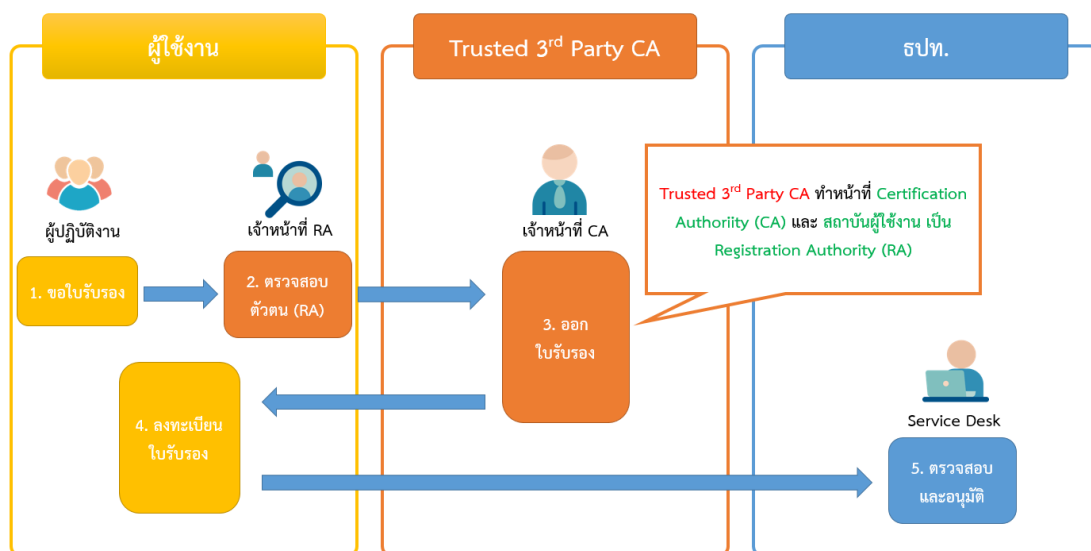 ผู้ใช้งาน
Trusted 3rd Party CA
ธปท.
ผู้ปฏิบัติงาน
เจ้าหน้าที่ RA
เจ้าหน้าที่ CA
Trusted 3rd Party CA ทำหน้าที่ Certification
Authoriity (CA) และ สถาบันผู้ใช้งาน เป็น
Registration Authority (RA)
1. ขอใบรับรอง
2. ตรวจสอบ
ตัวตน (RA)
3. ออก
ใบรับรอง
4. ลงทะเบียน
ใบรับรอง
Service Desk
5. ตรวจสอบ
และอนุมัติ